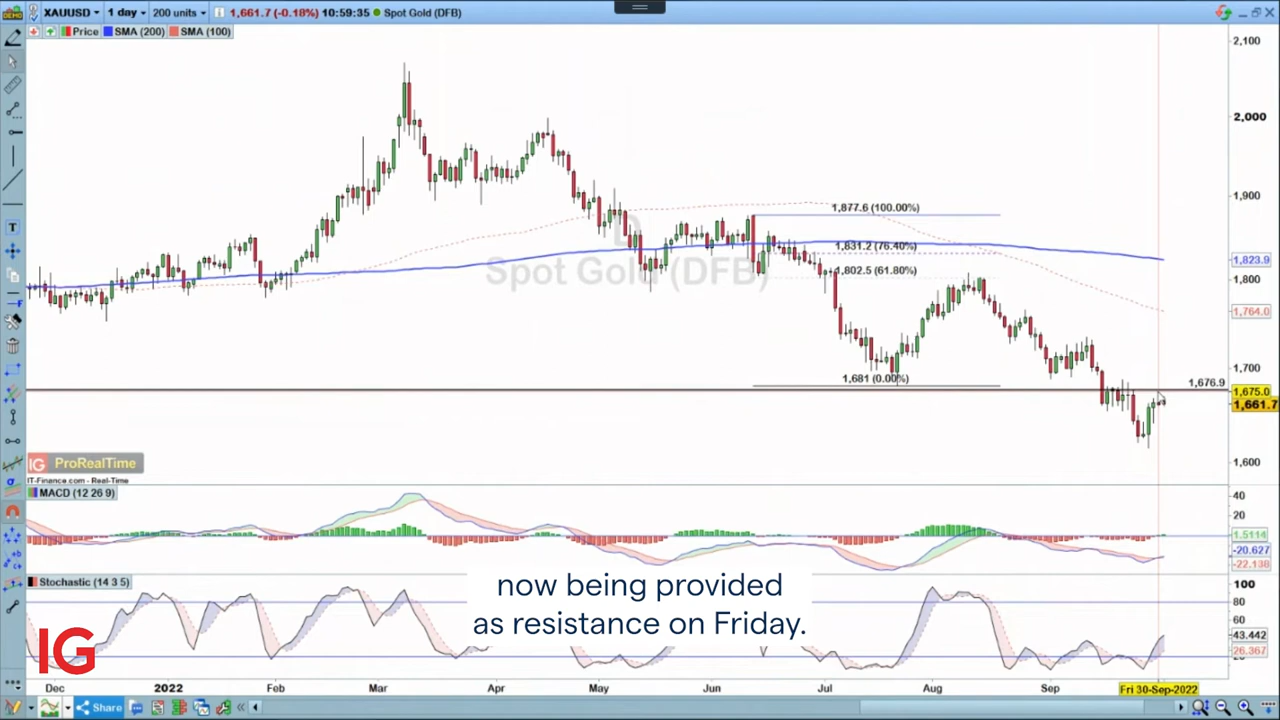 XAUUSD 1 day 200 units 1,661.7 (-0.18%) 10:59:35 Spot Gold (DFB)
Price SMA (200) SMA (100)
2,100
2,000
1,900
1,877.6 (100.00%)
1,831.2 (76.40%)
1,823.9
1,802.5 (61.80%)
D
Spot Gold (DFB)
1,800
1,764.0
1,700
1,681 (0.00%)
1,676.9
1,675.0
1,661.7
1,600
IG ProRealTime
IT-Finance.com - Real-Time
MACD (12 26 9)
40
20
1.5114
-20.627
-22.138
Stochastic (14 3 5)
100
80
60
43.442
26.367
now being provided
as resistance on Friday.
IG
Dec 2022 Feb Mar Apr May Jun Jul Aug Sep Fri 30-Sep-2022
Share